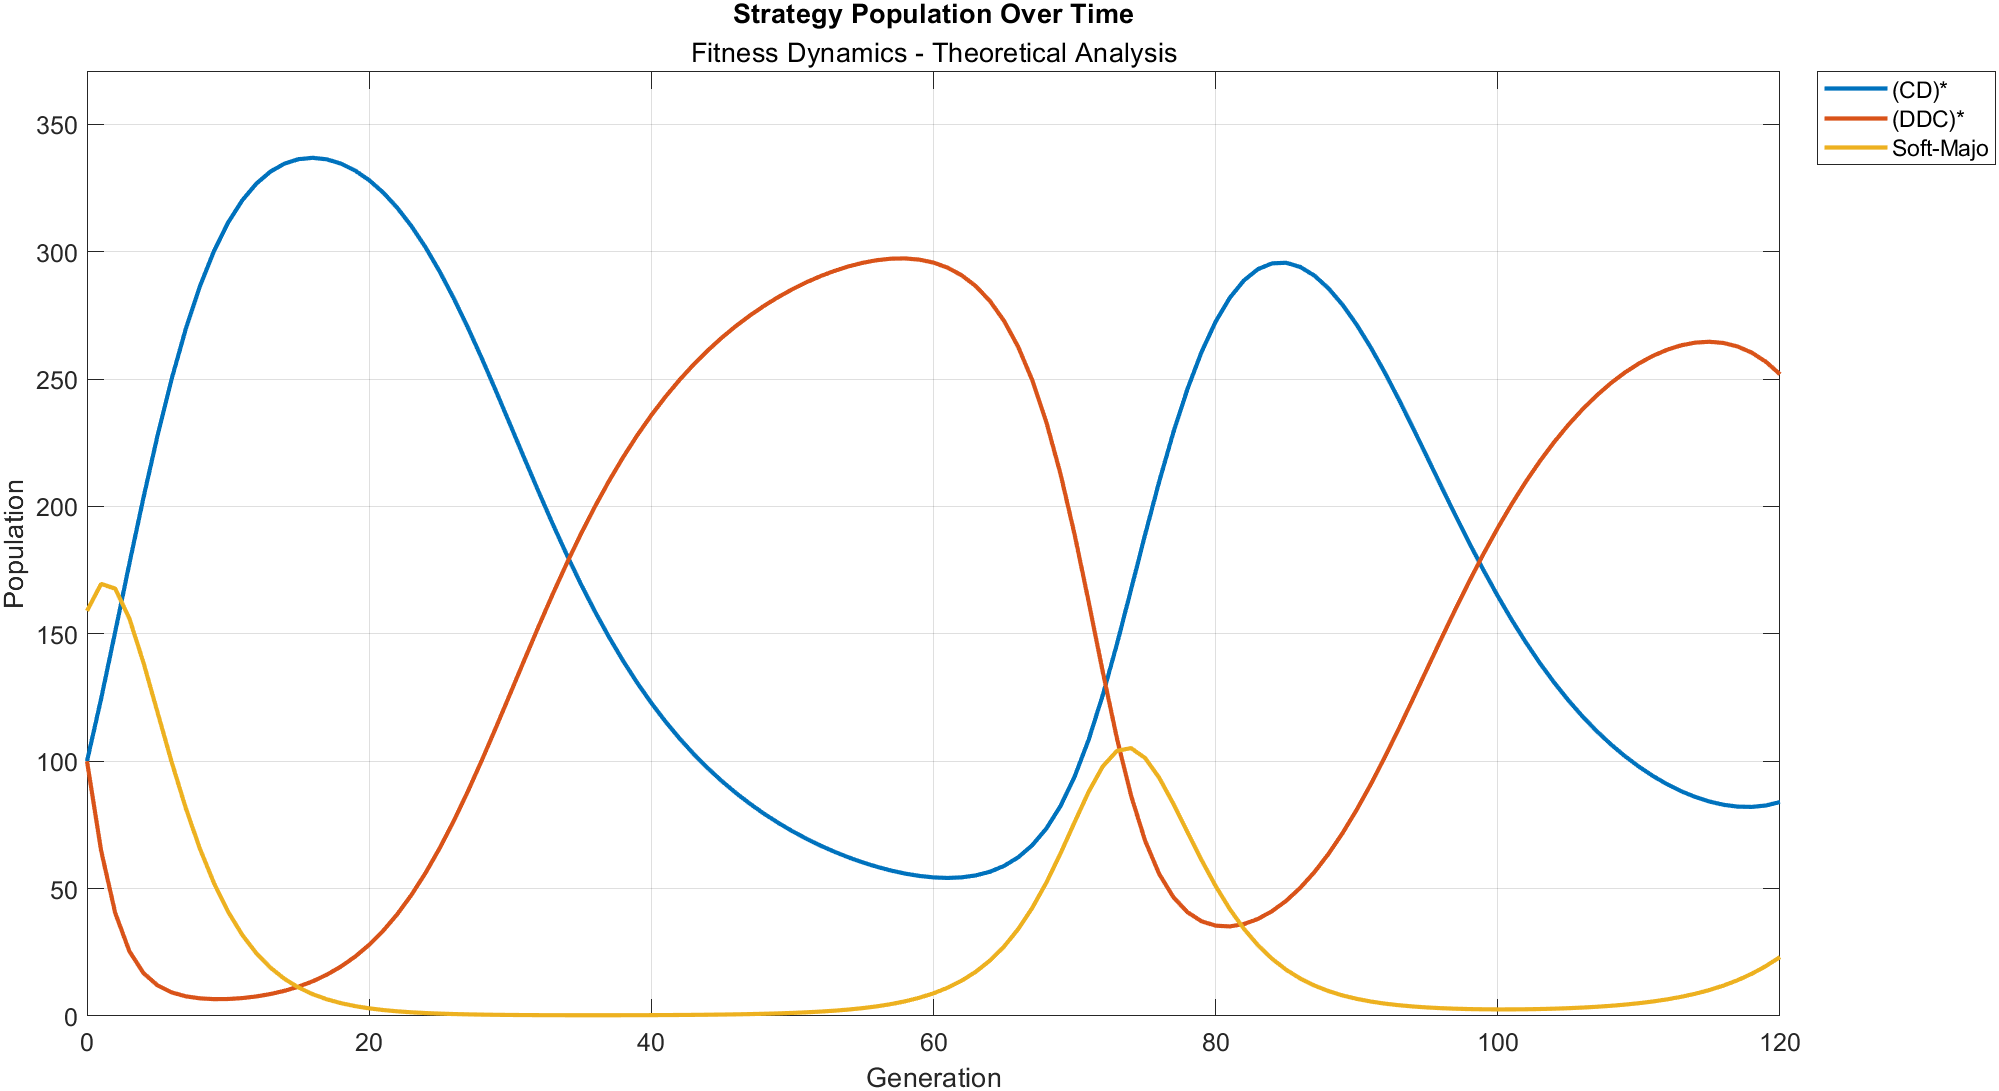 Strategy Population Over Time
Fitness Dynamics - Theoretical Analysis
(CD)*
(DDC)*
Soft-Majo
350
300
250
200
150
100
50
0
Population
0 20 40 60 80 100 120
Generation